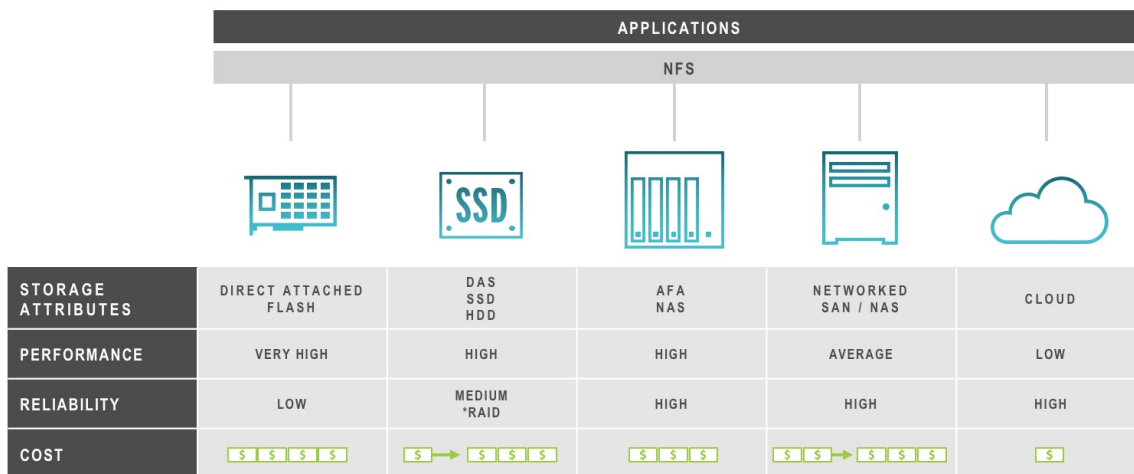 APPLICATIONS
NFS
SSD
STORAGE ATTRIBUTES
DIRECT ATTACHED
FLASH
DAS
SSD
HDD
AFA
NAS
NETWORKED
SAN / NAS
CLOUD
PERFORMANCE
VERY HIGH
HIGH
HIGH
AVERAGE
LOW
RELIABILITY
LOW
MEDIUM
*RAID
HIGH
HIGH
HIGH
COST
$ $ $ $
$ $ $ $
$ $ $
$ $ $ $ $
$